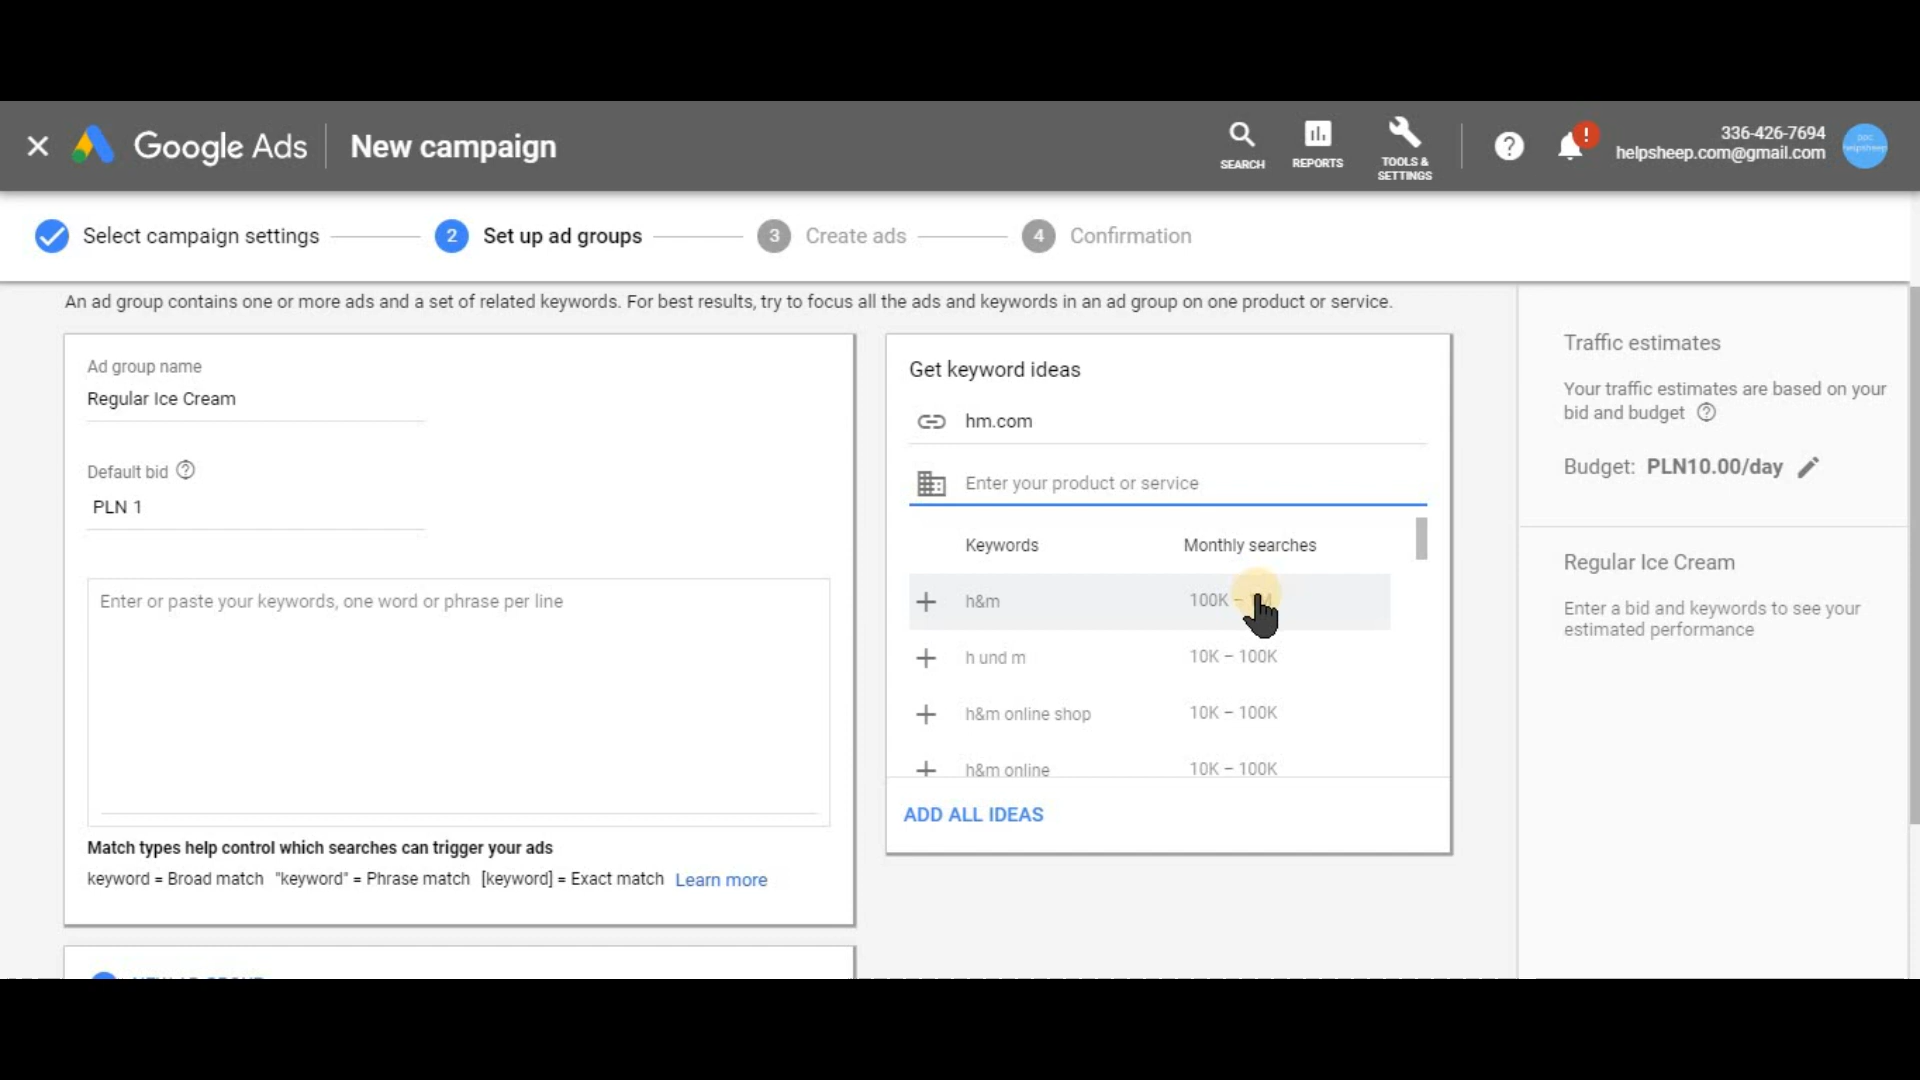 Google Ads
New campaign
SEARCH
REPORTS
TOOLS &
SETTINGS
336-426-7694
helpsheep.com@gmail.com
Select campaign settings
2
Set up ad groups
3
Create ads
4
Confirmation
An ad group contains one or more ads and a set of related keywords. For best results, try to focus all the ads and keywords in an ad group on one product or service.
Ad group name
Regular Ice Cream
Default bid
PLN 1
Enter or paste your keywords, one word or phrase per line
Match types help control which searches can trigger your ads
keyword = Broad match "keyword" = Phrase match [keyword] = Exact match Learn more
Get keyword ideas
hm.com
Enter your product or service
Keywords Monthly searches
h&m 100K –
h und m 10K – 100K
h&m online shop 10K – 100K
h&m online 10K – 100K
ADD ALL IDEAS
Traffic estimates
Your traffic estimates are based on your
bid and budget
Budget: PLN10.00/day
Regular Ice Cream
Enter a bid and keywords to see your
estimated performance